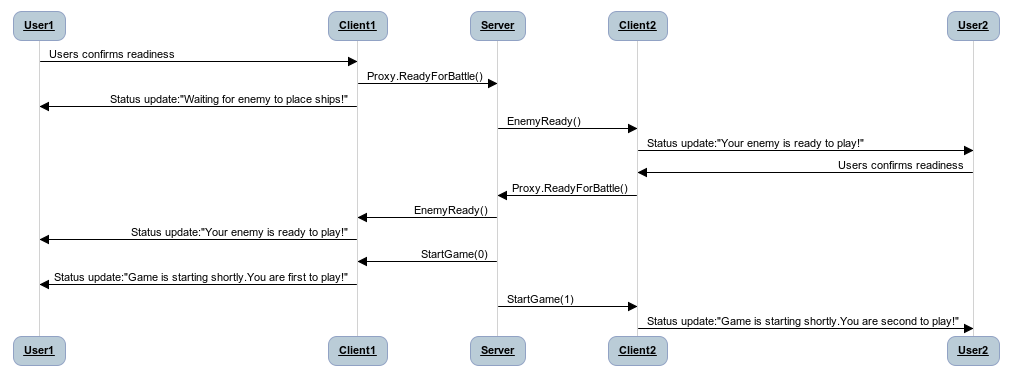 User1 Client1 Server Client2 User2
Users confirms readiness
Proxy.ReadyForBattle()
Status update:"Waiting for enemy to place ships!"
EnemyReady()
Status update:"Your enemy is ready to play!"
Users confirms readiness
Proxy.ReadyForBattle()
EnemyReady()
Status update:"Your enemy is ready to play!"
StartGame(0)
Status update:"Game is starting shortly.You are first to play!"
StartGame(1)
Status update:"Game is starting shortly.You are second to play!"
User1 Client1 Server Client2 User2